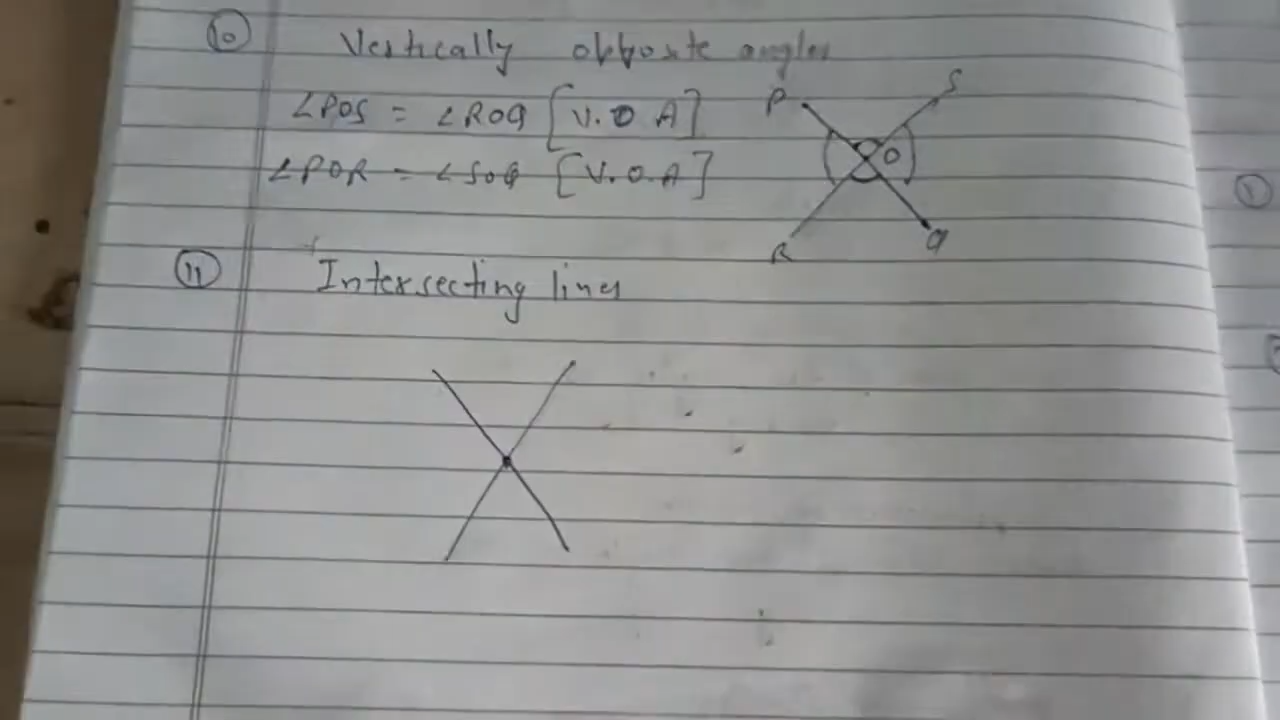 10 Vertically opposite angles
∠POS = ∠ROQ [V.O A]
∠POR = ∠SOQ [V.O.A]
P S
O
R Q
11 Intersecting lines